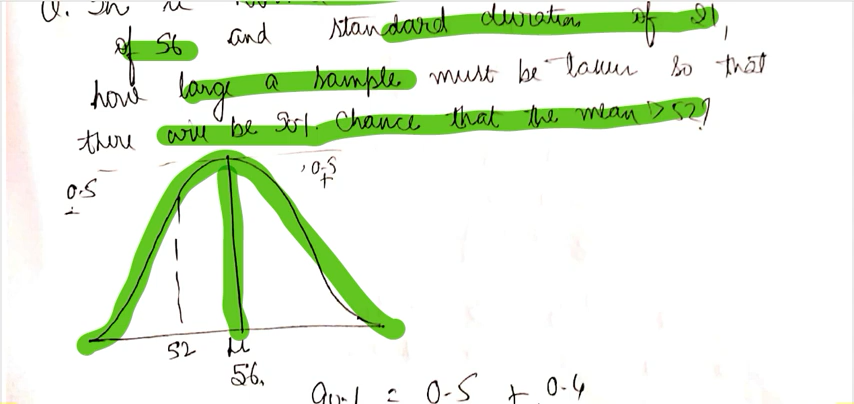 Q. In
of 56 and standard deviation of 21,
how large a sample must be taken so that
there will be 90%. chance that the mean > 52?
0.5
0.5
+
52 μ
56.
90% = 0.5 + 0.4